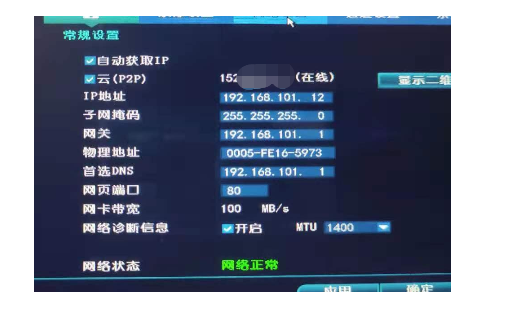 常规设置
自动获取IP
云(P2P) 152 (在线) 显示二维
IP地址 192.168.101. 12
子网掩码 255.255.255. 0
网关 192.168.101. 1
物理地址 0005-FE16-5973
首选DNS 192.168.101. 1
网页端口 80
网卡带宽 100 MB/s
网络诊断信息 开启 MTU 1400
网络状态 网络正常
应用 确定